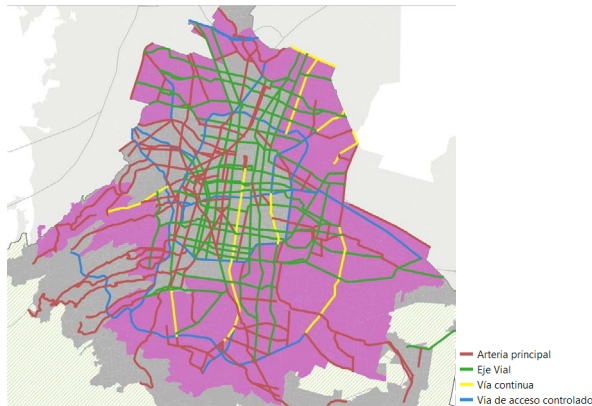 Arteria principal
Eje Vial
Vía continua
Vía de acceso controlado